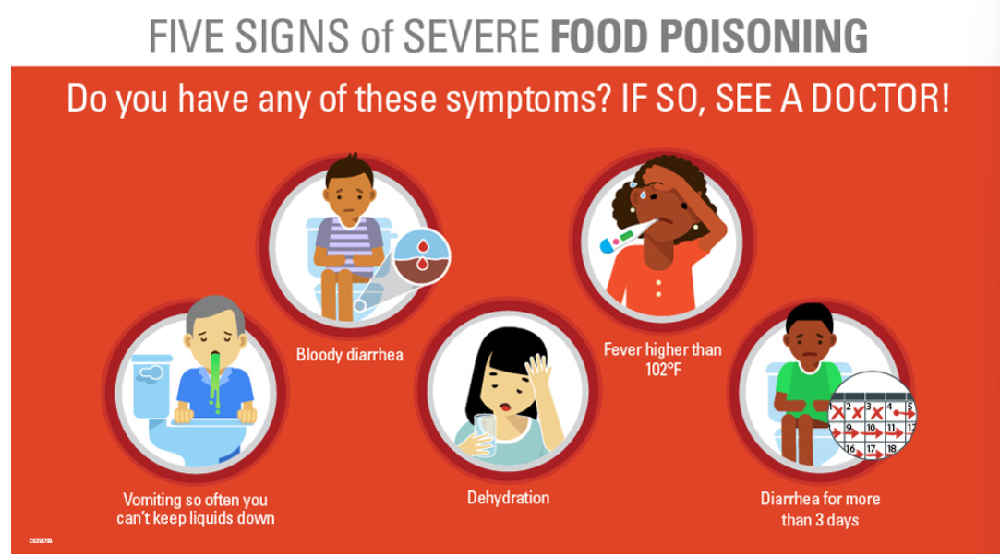 FIVE SIGNS of SEVERE FOOD POISONING
Do you have any of these symptoms? IF SO, SEE A DOCTOR!
Bloody diarrhea
Fever higher than
102°F
Vomiting so often you
can't keep liquids down
Dehydration
Diarrhea for more
than 3 days
1 2 3 4 5
9 10 11 12
16 17 18